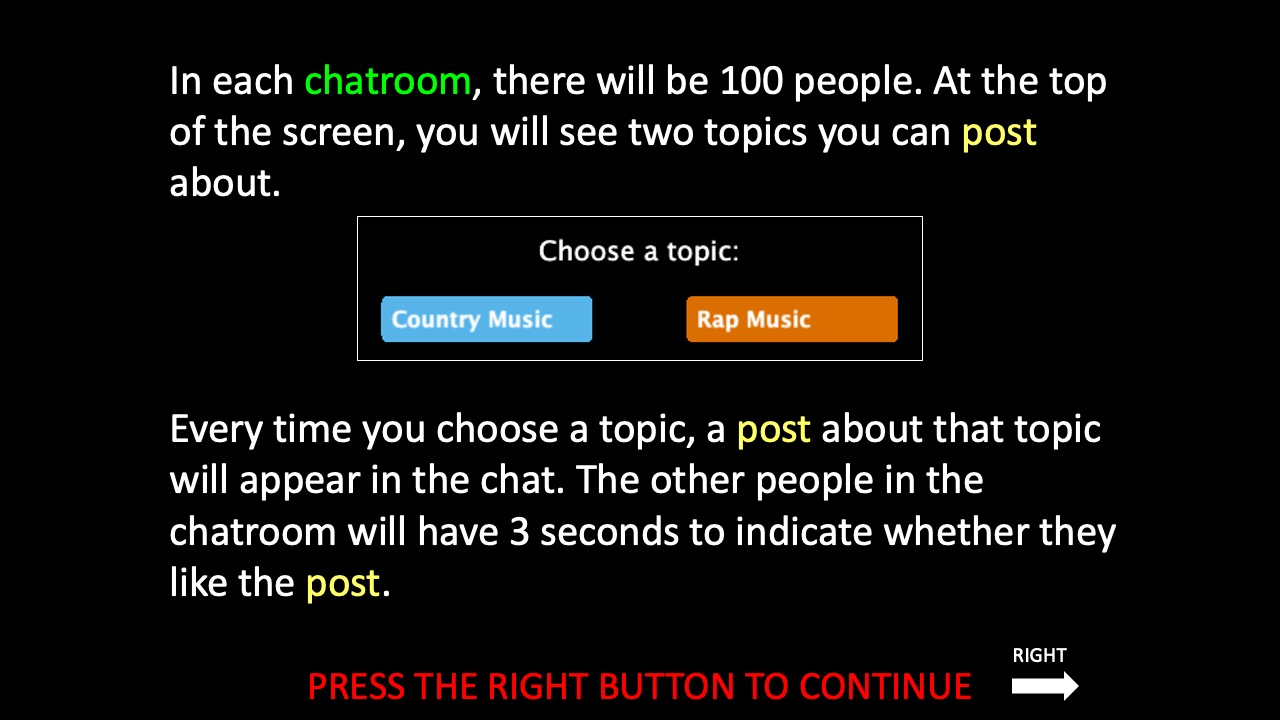 In each chatroom, there will be 100 people. At the top
of the screen, you will see two topics you can post
about.
Choose a topic:
Country Music
Rap Music
Every time you choose a topic, a post about that topic
will appear in the chat. The other people in the
chatroom will have 3 seconds to indicate whether they
like the post.
RIGHT
PRESS THE RIGHT BUTTON TO CONTINUE